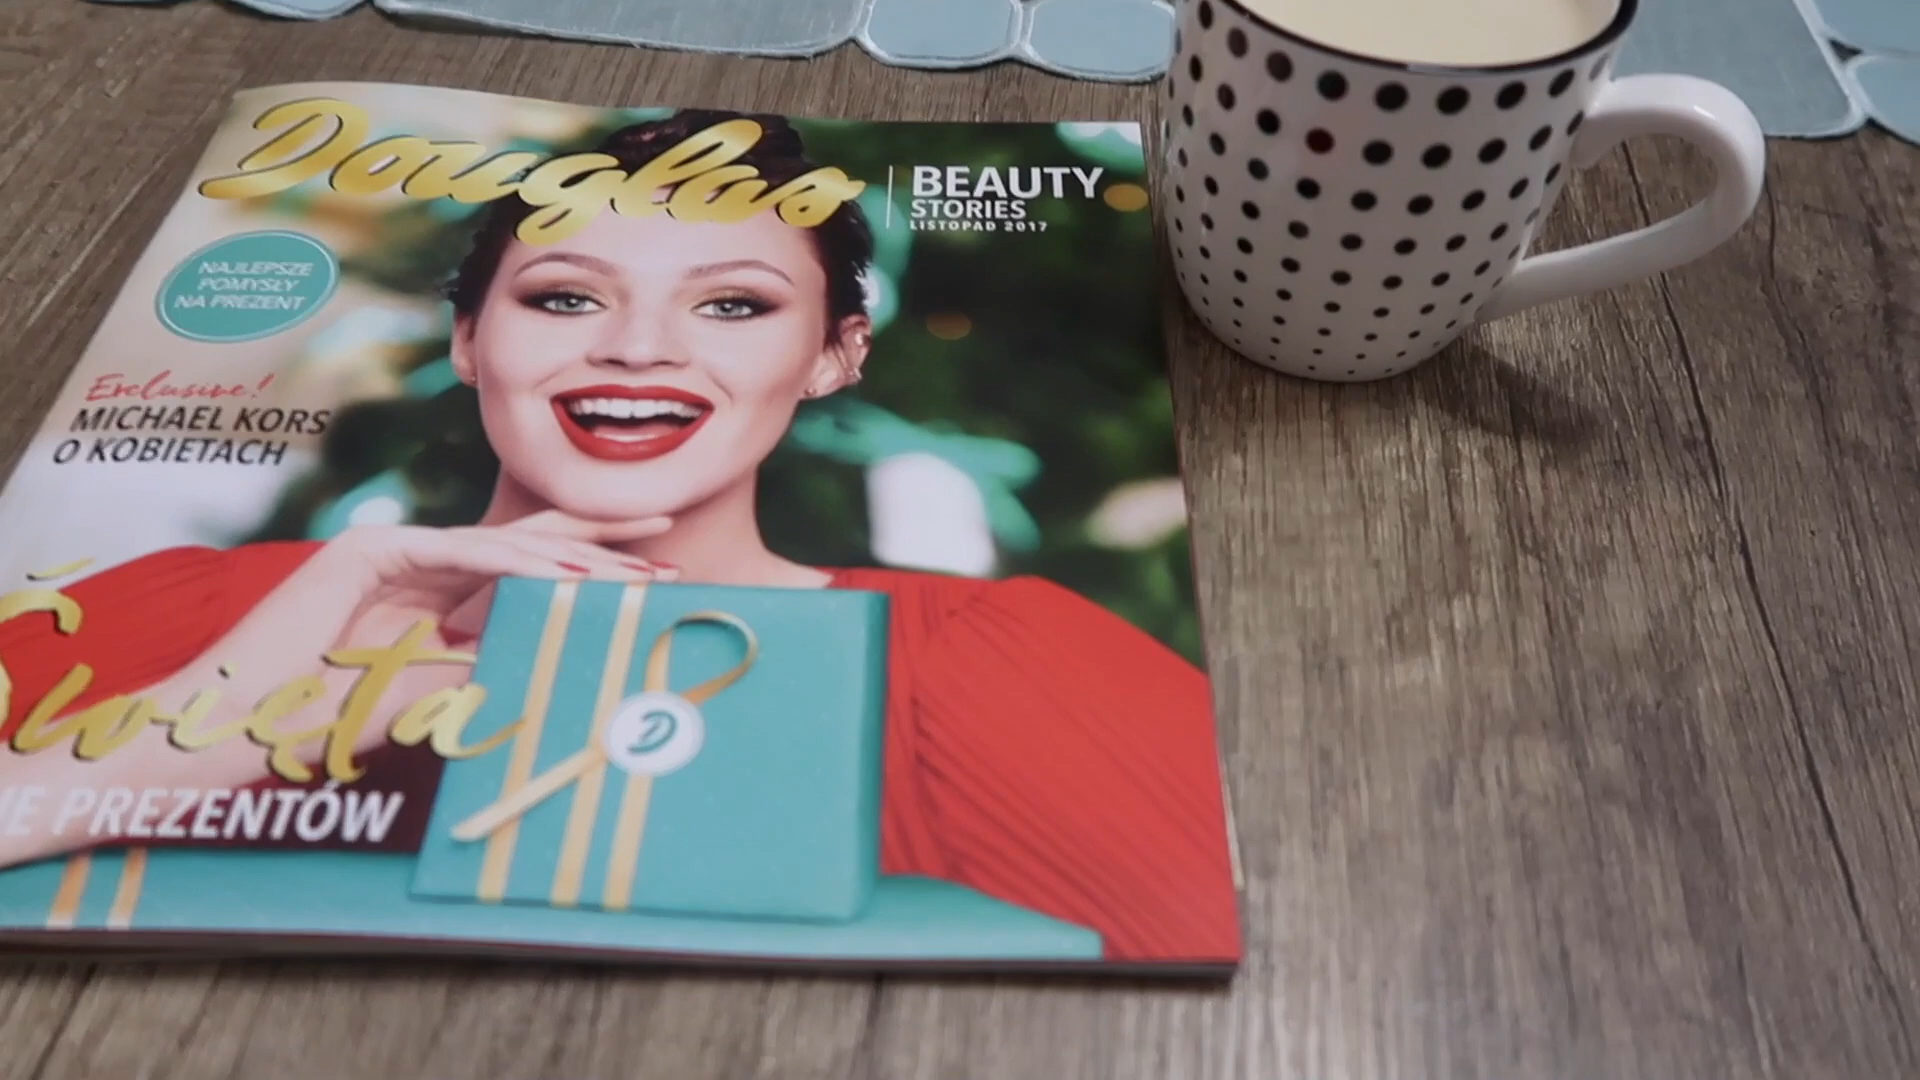 Douglas
BEAUTY
STORIES
LISTOPAD 2017
NAJLEPSZE
POMYSŁY
NA PREZENT
Exclusive!
MICHAEL KORS
O KOBIETACH
Święta
PREZENTÓW
D